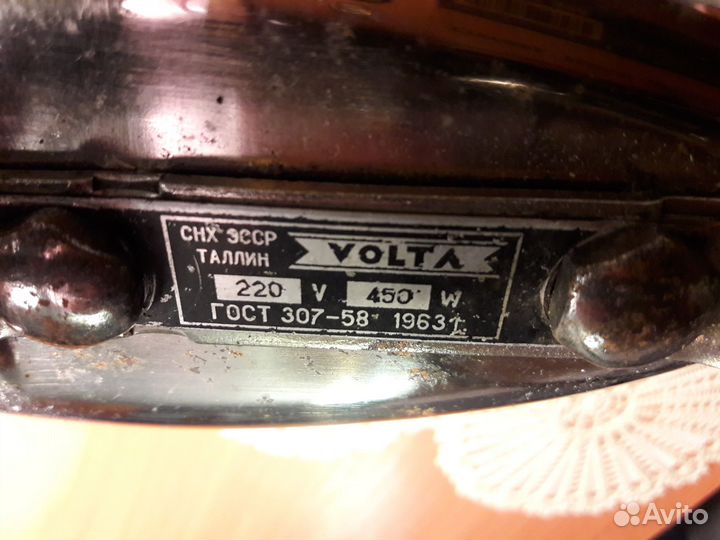 СНХ ЭССР
ТАЛЛИН
VOLTA
220 V 450 W
ГОСТ 307-58 1963г
Avito